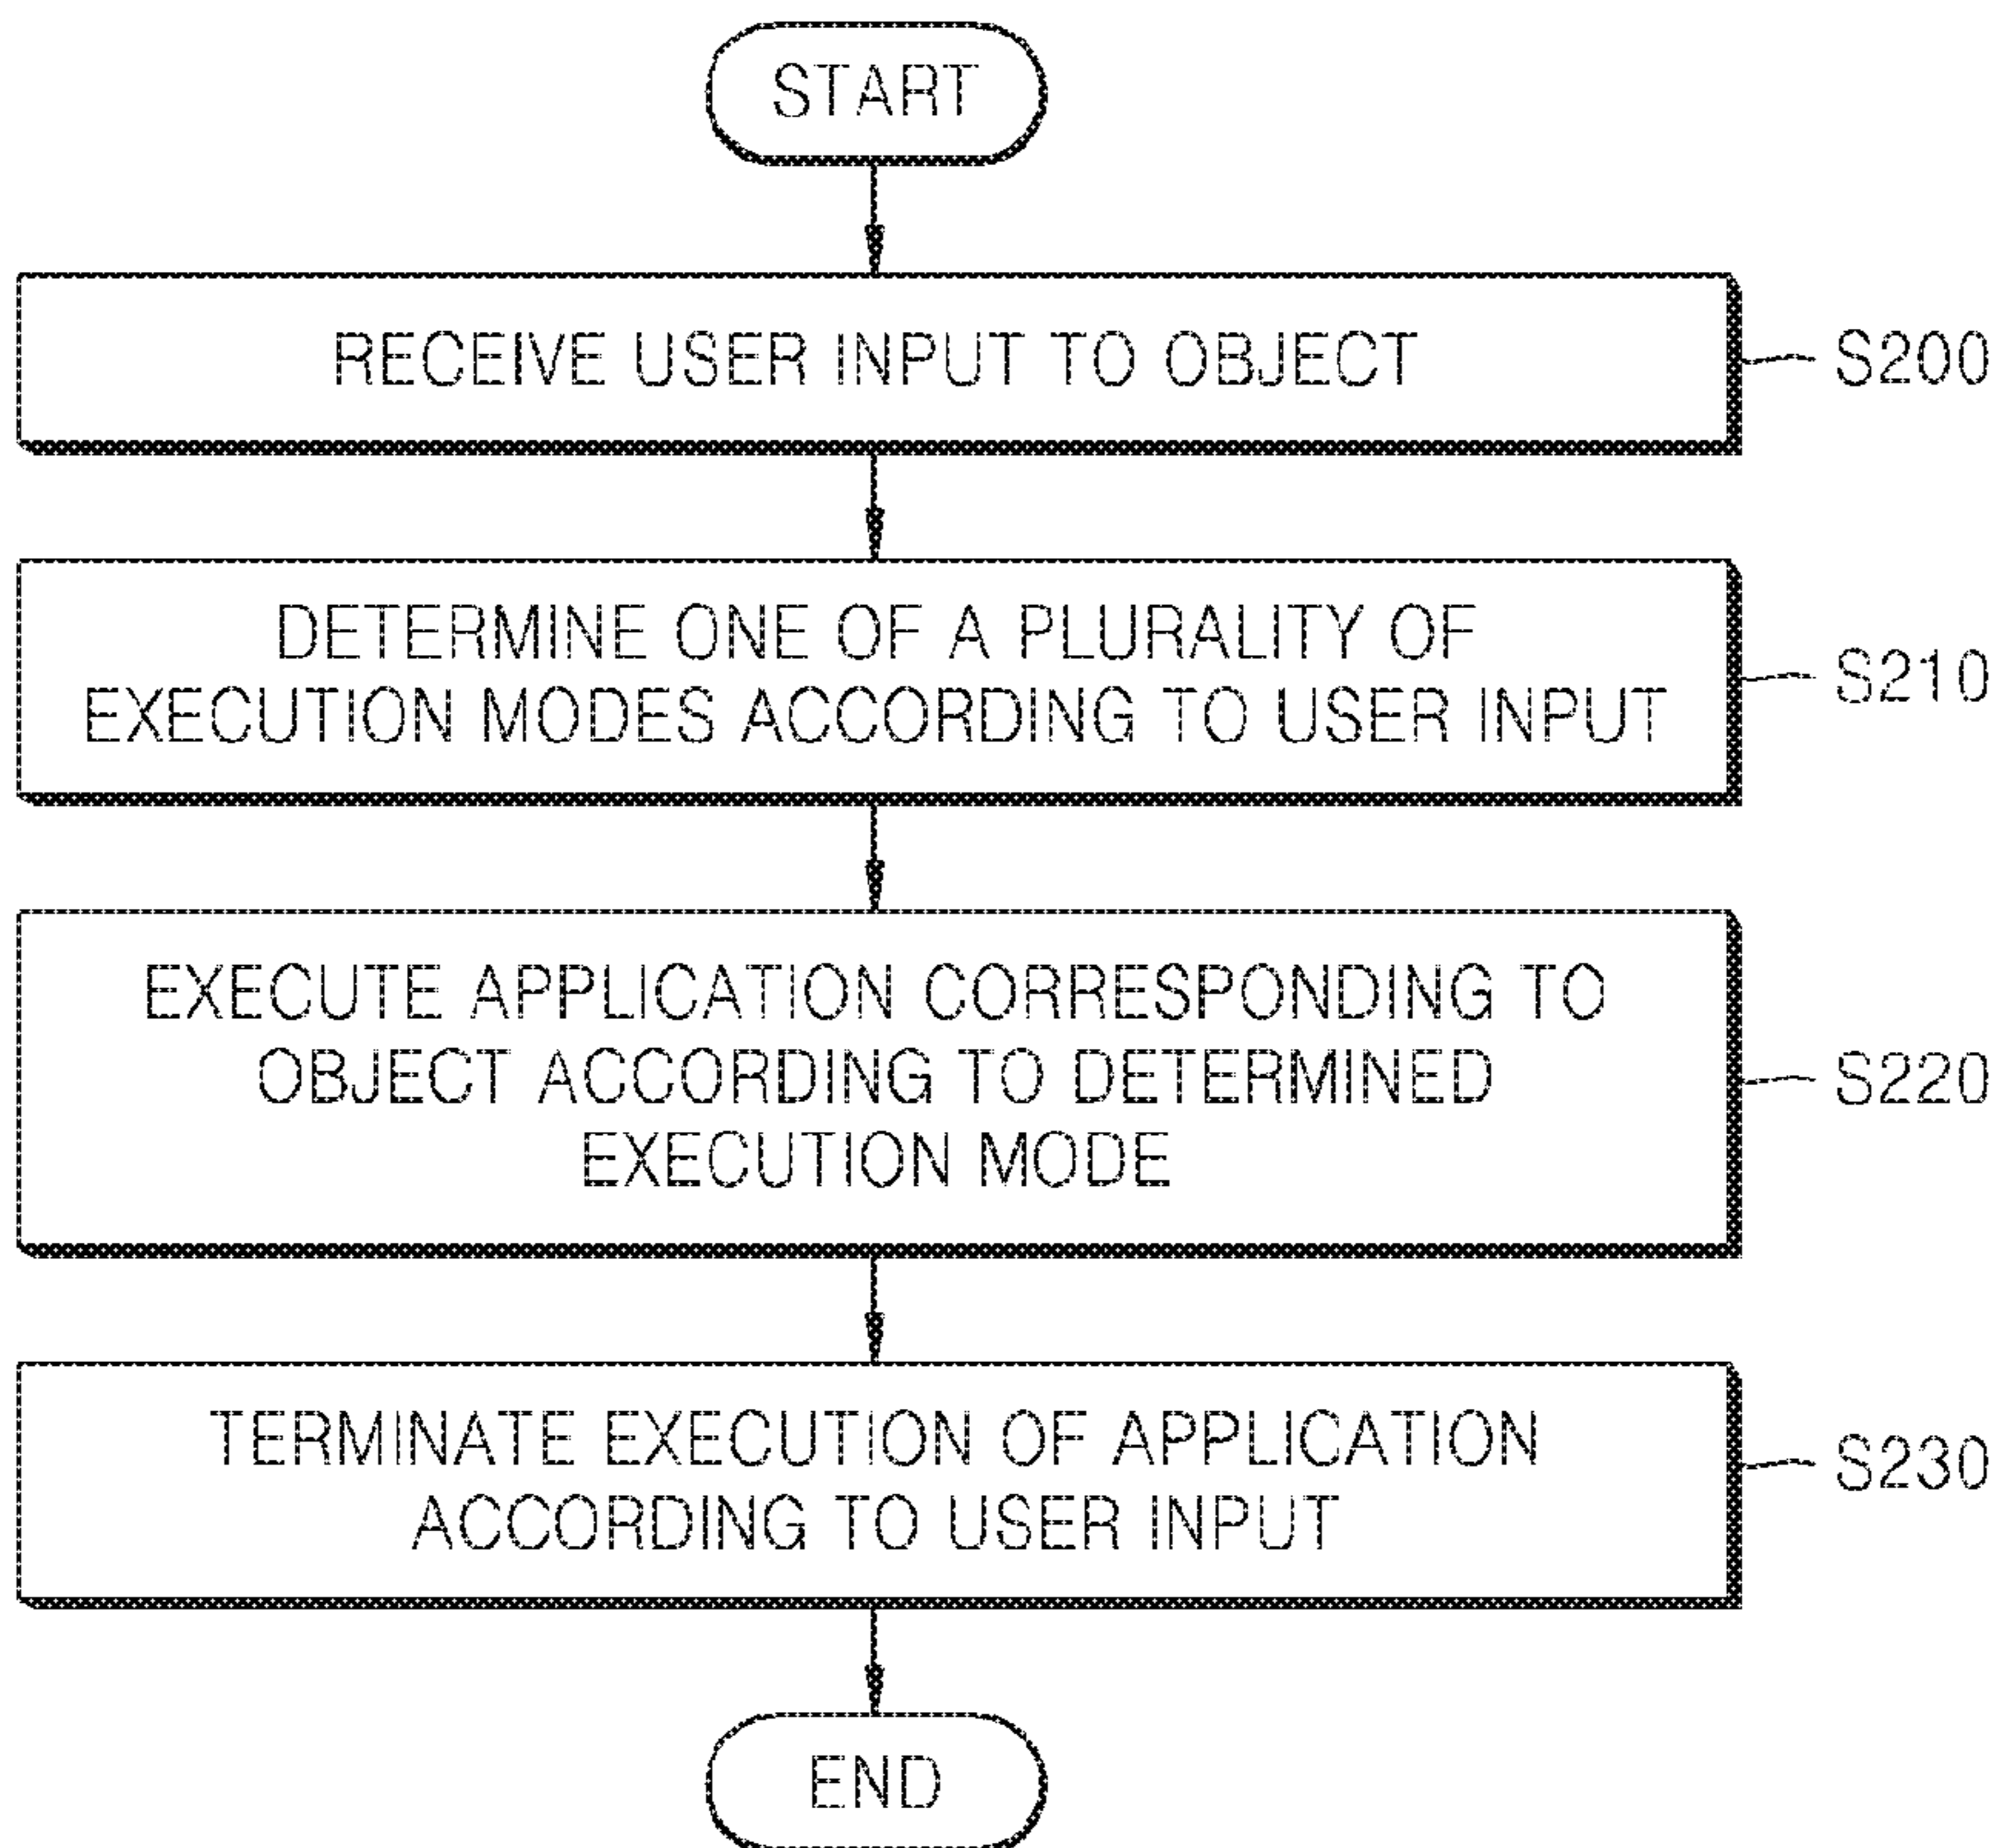 START
RECEIVE USER INPUT TO OBJECT
S200
DETERMINE ONE OF A PLURALITY OF
EXECUTION MODES ACCORDING TO USER INPUT
S210
EXECUTE APPLICATION CORRESPONDING TO
OBJECT ACCORDING TO DETERMINED
EXECUTION MODE
S220
TERMINATE EXECUTION OF APPLICATION
ACCORDING TO USER INPUT
S230
END